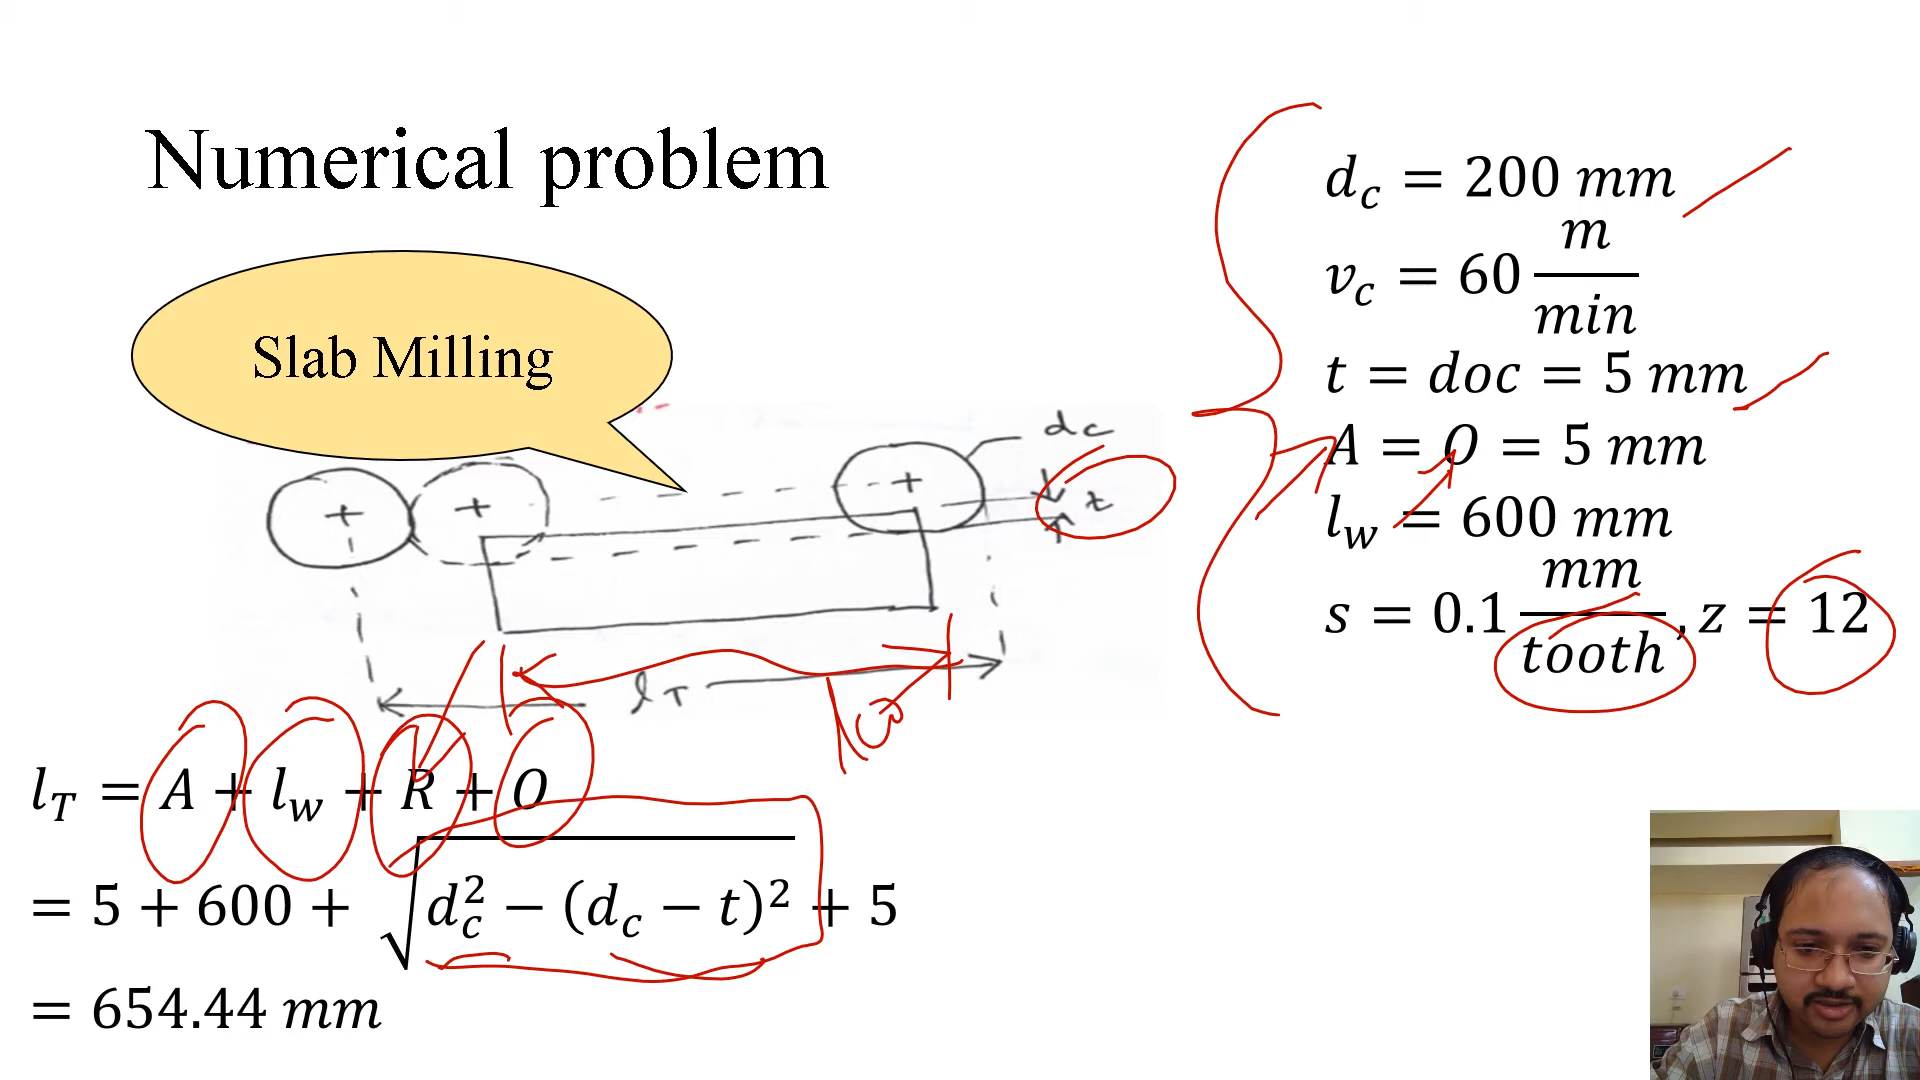 Numerical problem
Slab Milling
d_c = 200 mm
v_c = 60 m/min
t = doc = 5 mm
A = O = 5 mm
l_w = 600 mm
s = 0.1 mm/tooth, z = 12
dc
t
l_T
l_T = A + l_w + R + O
= 5 + 600 + √(d_c² − (d_c − t)²) + 5
= 654.44 mm